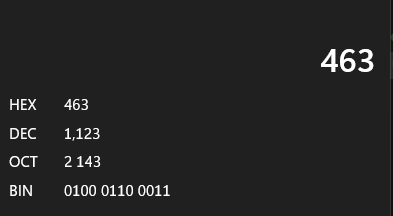 463
HEX 463
DEC 1,123
OCT 2 143
BIN 0100 0110 0011